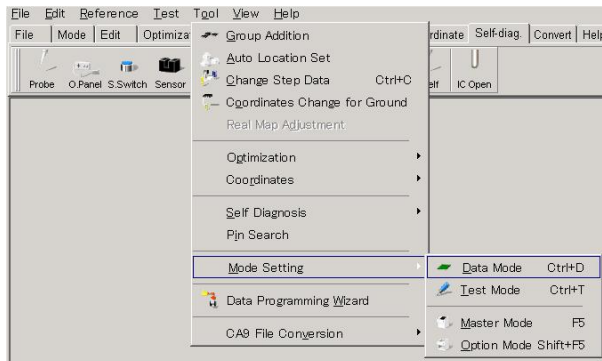 File Edit Reference Test Tool View Help
File Mode Edit Optimiza rdinate Self-diag. Convert Help
Probe O.Panel S.Switch Sensor elf IC Open
Group Addition
Auto Location Set
Change Step Data Ctrl+C
Coordinates Change for Ground
Real Map Adjustment
Optimization
Coordinates
Self Diagnosis
Pin Search
Mode Setting
Data Programming Wizard
CA9 File Conversion
Data Mode Ctrl+D
Test Mode Ctrl+T
Master Mode F5
Option Mode Shift+F5